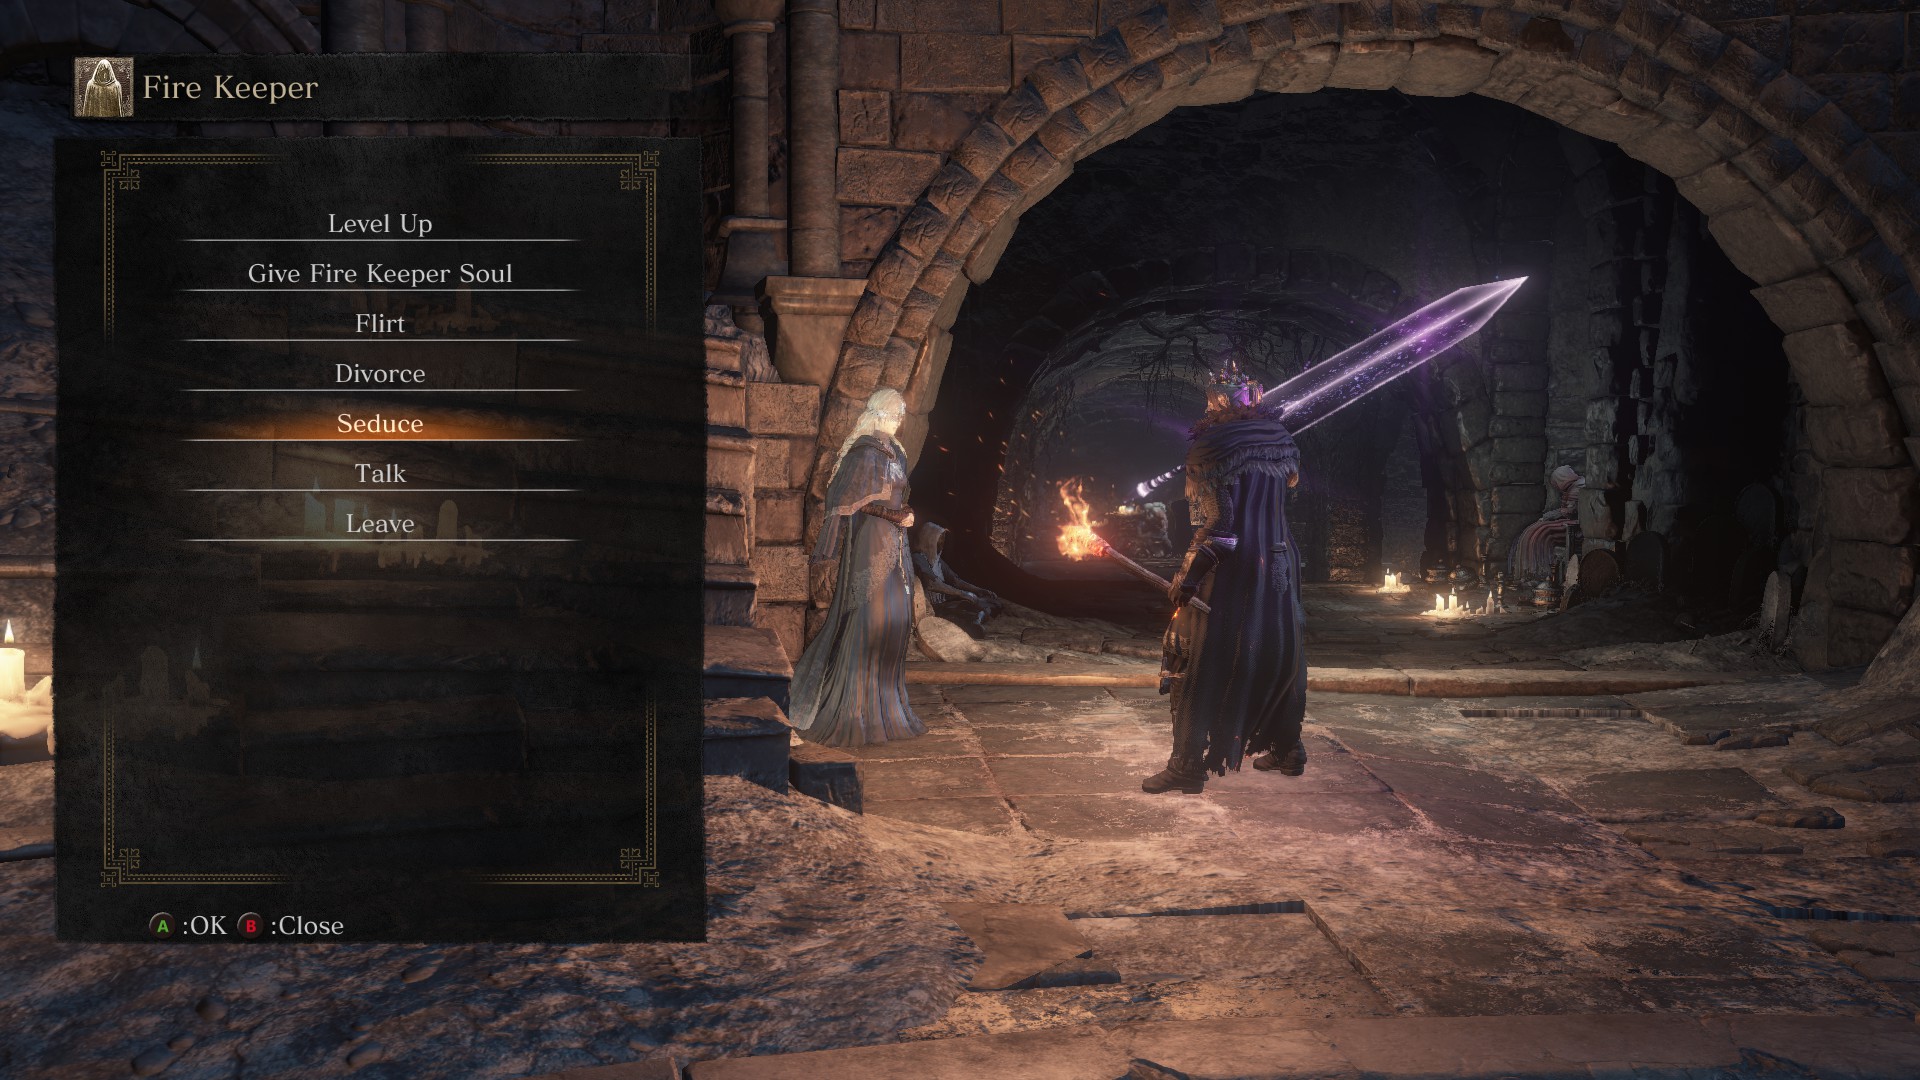 Fire Keeper
Level Up
Give Fire Keeper Soul
Flirt
Divorce
Seduce
Talk
Leave
A :OK B :Close